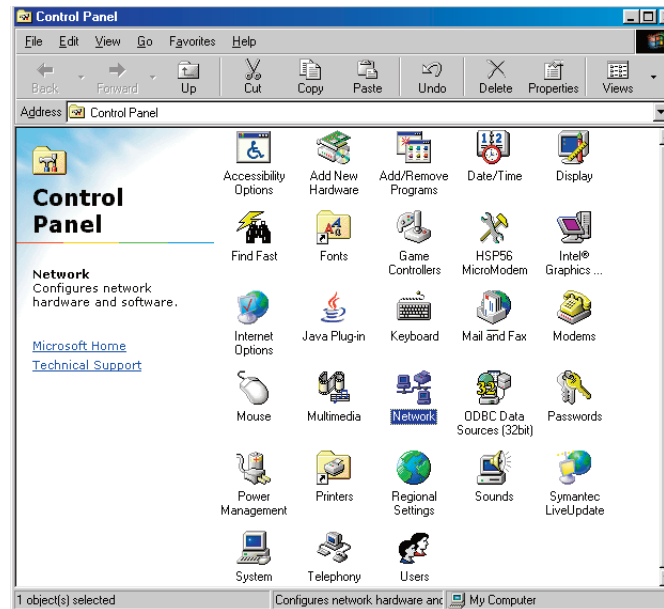 Control Panel
File Edit View Go Favorites Help
Back Forward Up Cut Copy Paste Undo Delete Properties Views
Address Control Panel
Control
Panel
Network
Configures network
hardware and software.
Microsoft Home
Technical Support
Accessibility
Options
Add New
Hardware
Add/Remove
Programs
Date/Time
Display
Find Fast
Fonts
Game
Controllers
HSP56
MicroModem
Intel®
Graphics ...
Internet
Options
Java Plug-in
Keyboard
Mail and Fax
Modems
Mouse
Multimedia
Network
ODBC Data
Sources (32bit)
Passwords
Power
Management
Printers
Regional
Settings
Sounds
Symantec
LiveUpdate
System
Telephony
Users
1 object(s) selected Configures network hardware and My Computer